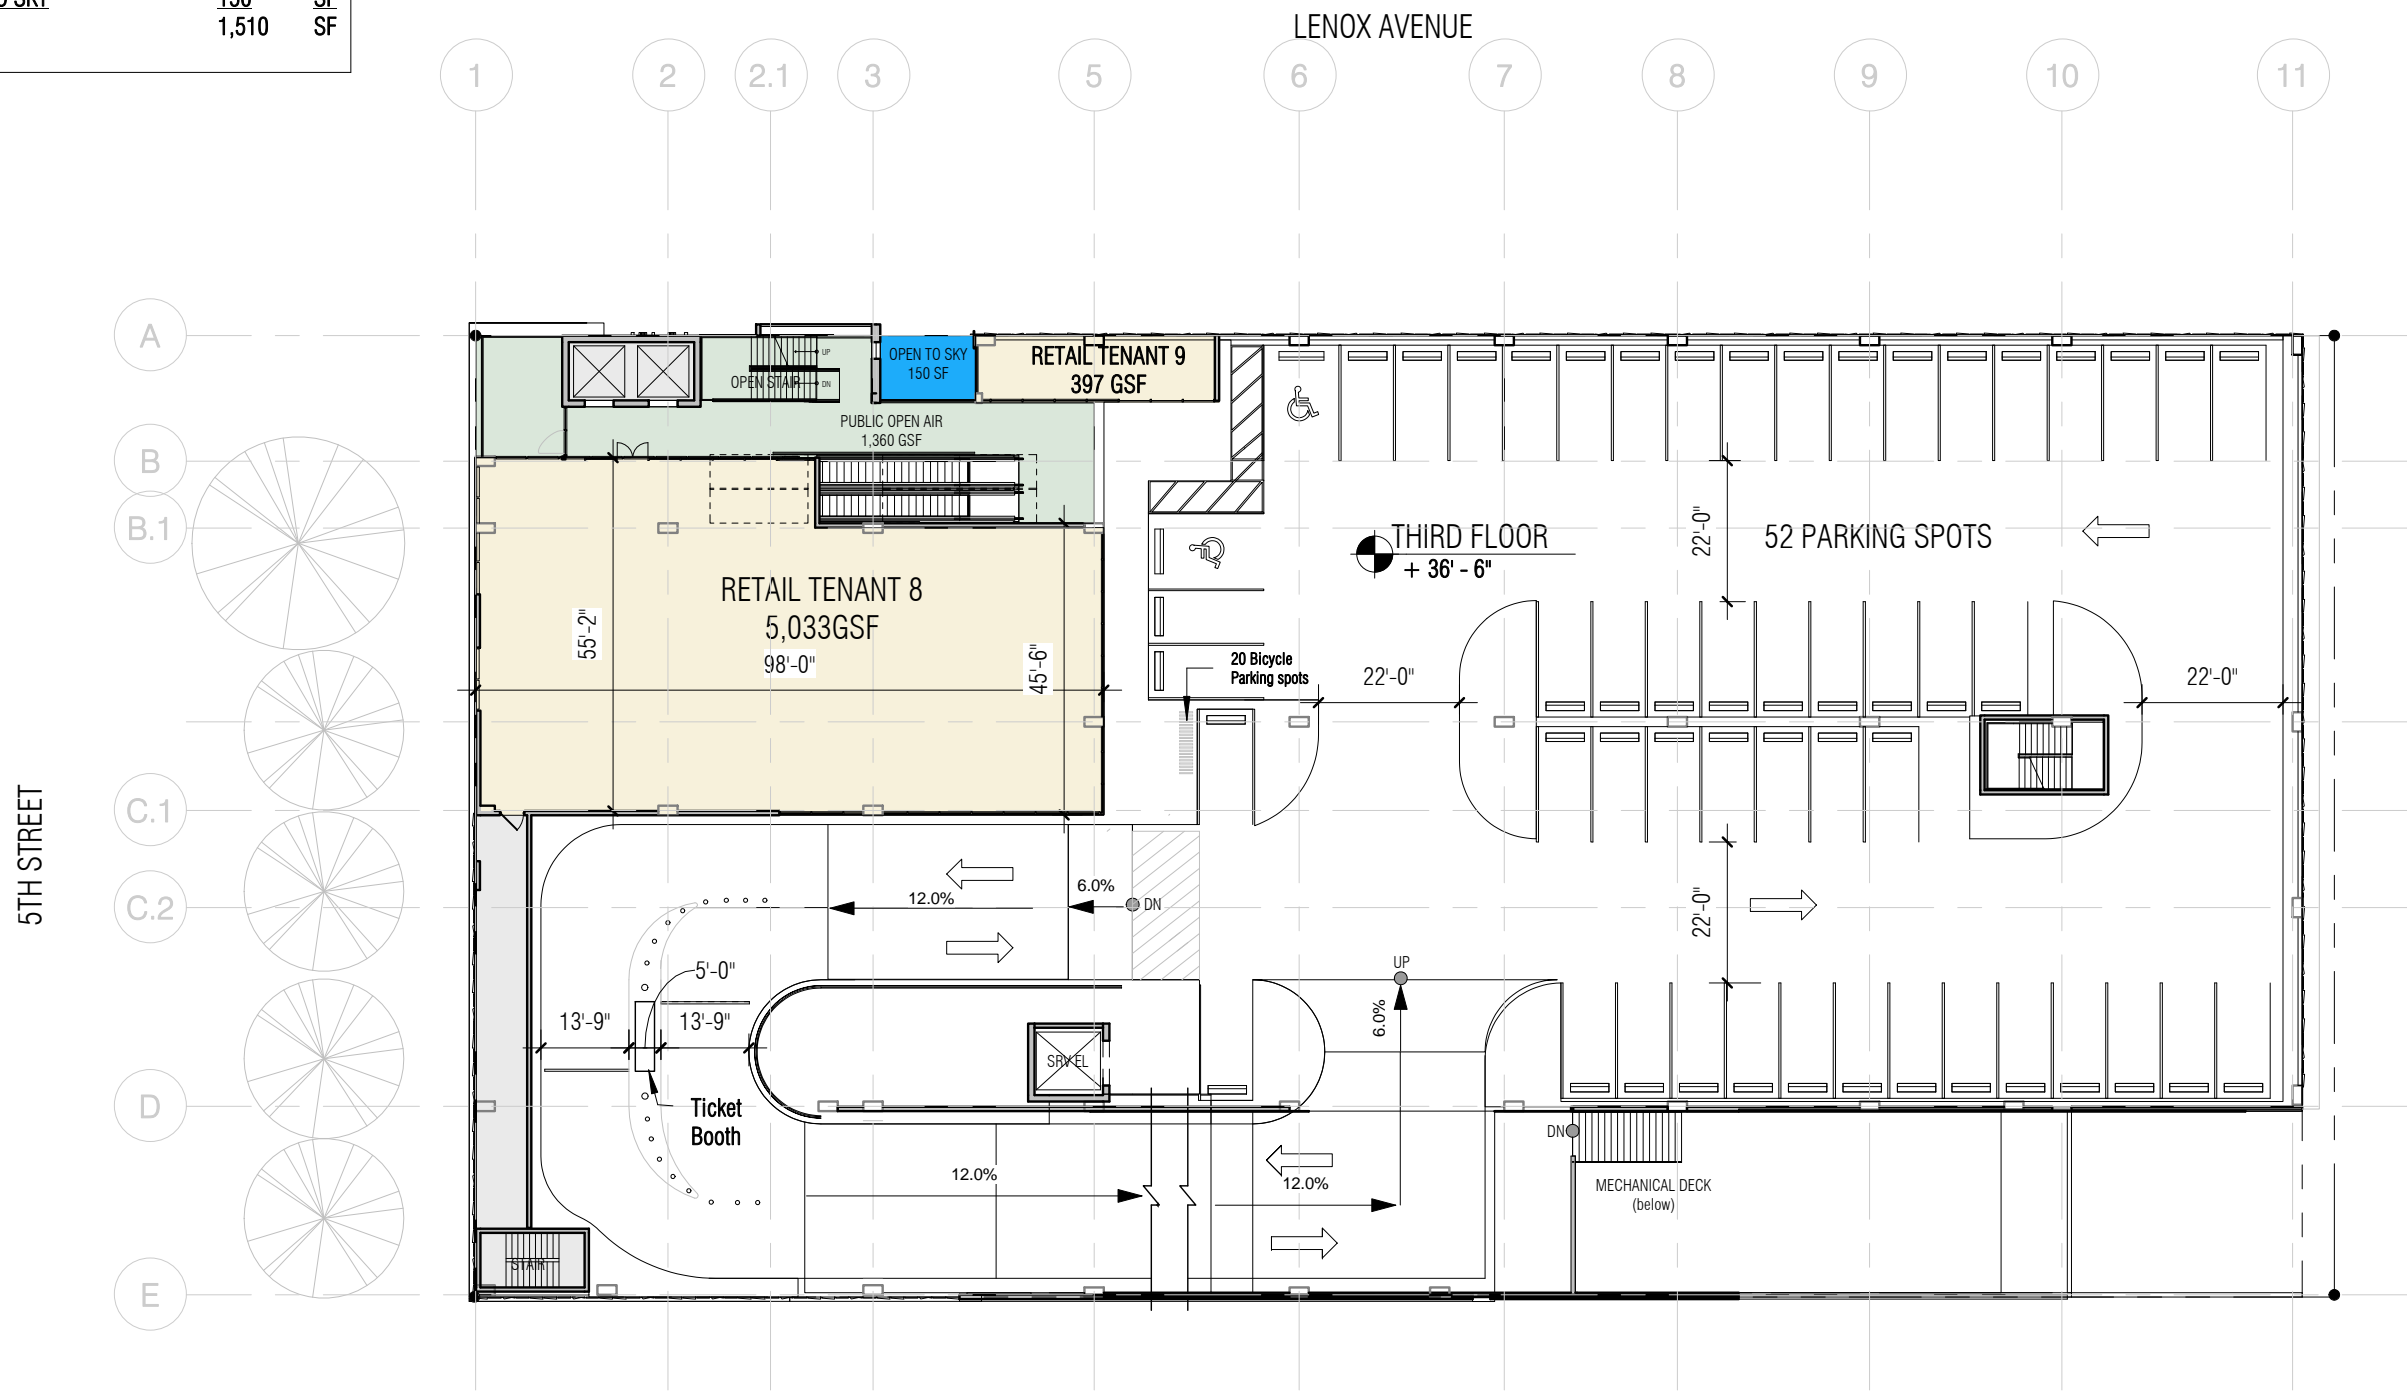 150 SF
1,510 SF
LENOX AVENUE
1 2 2.1 3 5 6 7 8 9 10 11
A
B
B.1
C.1
C.2
D
E
5TH STREET
UP
OPEN STAIR
DN
OPEN TO SKY
150 SF
RETAIL TENANT 9
397 GSF
PUBLIC OPEN AIR
1,360 GSF
RETAIL TENANT 8
5,033GSF
98'-0"
55'-2"
45'-6"
THIRD FLOOR
+ 36' - 6"
52 PARKING SPOTS
22'-0"
20 Bicycle
Parking spots
22'-0"
22'-0"
22'-0"
12.0%
6.0%
DN
5'-0"
13'-9"
13'-9"
SRV EL
UP
6.0%
Ticket
Booth
12.0%
12.0%
DN
MECHANICAL DECK
(below)
STAIR